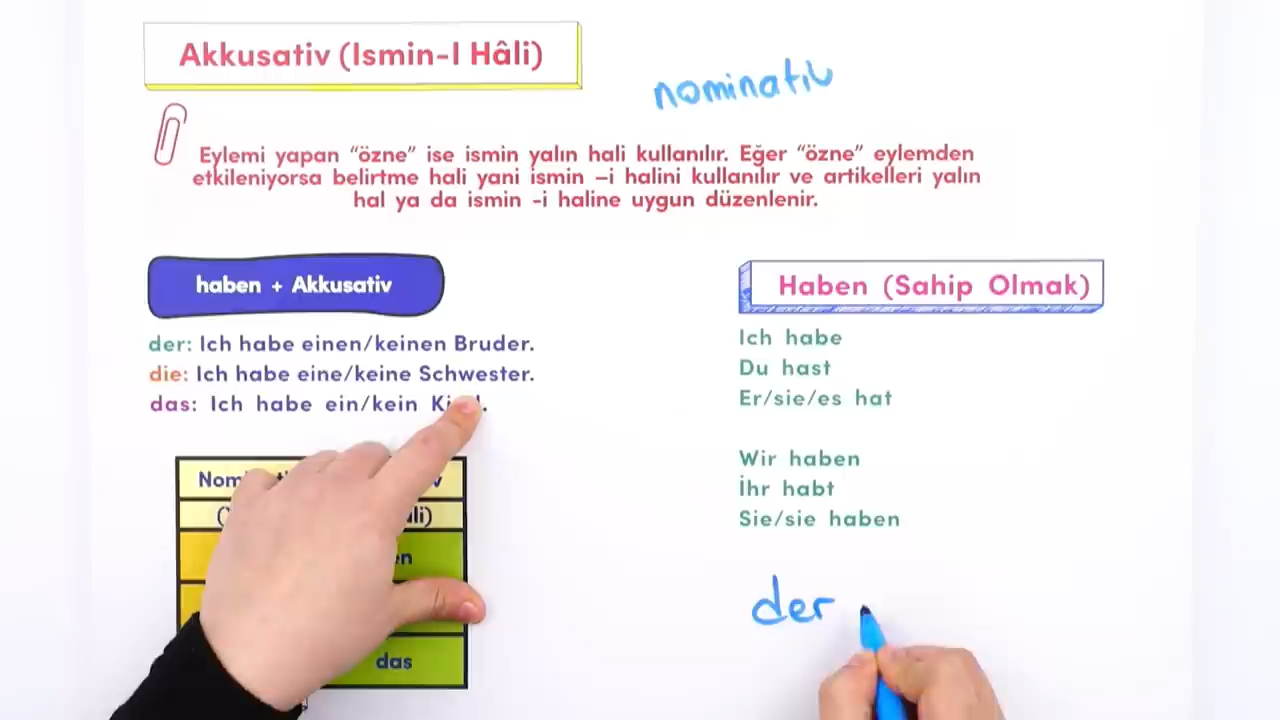 Akkusativ (Ismin-I Hâli)
nominativ
Eylemi yapan “özne” ise ismin yalın hali kullanılır. Eğer “özne” eylemden
etkileniyorsa belirtme hali yani ismin –i halini kullanılır ve artikelleri yalın
hal ya da ismin -i haline uygun düzenlenir.
haben + Akkusativ
der: Ich habe einen/keinen Bruder.
die: Ich habe eine/keine Schwester.
das: Ich habe ein/kein
Haben (Sahip Olmak)
Ich habe
Du hast
Er/sie/es hat
Wir haben
İhr habt
Sie/sie haben
das
der